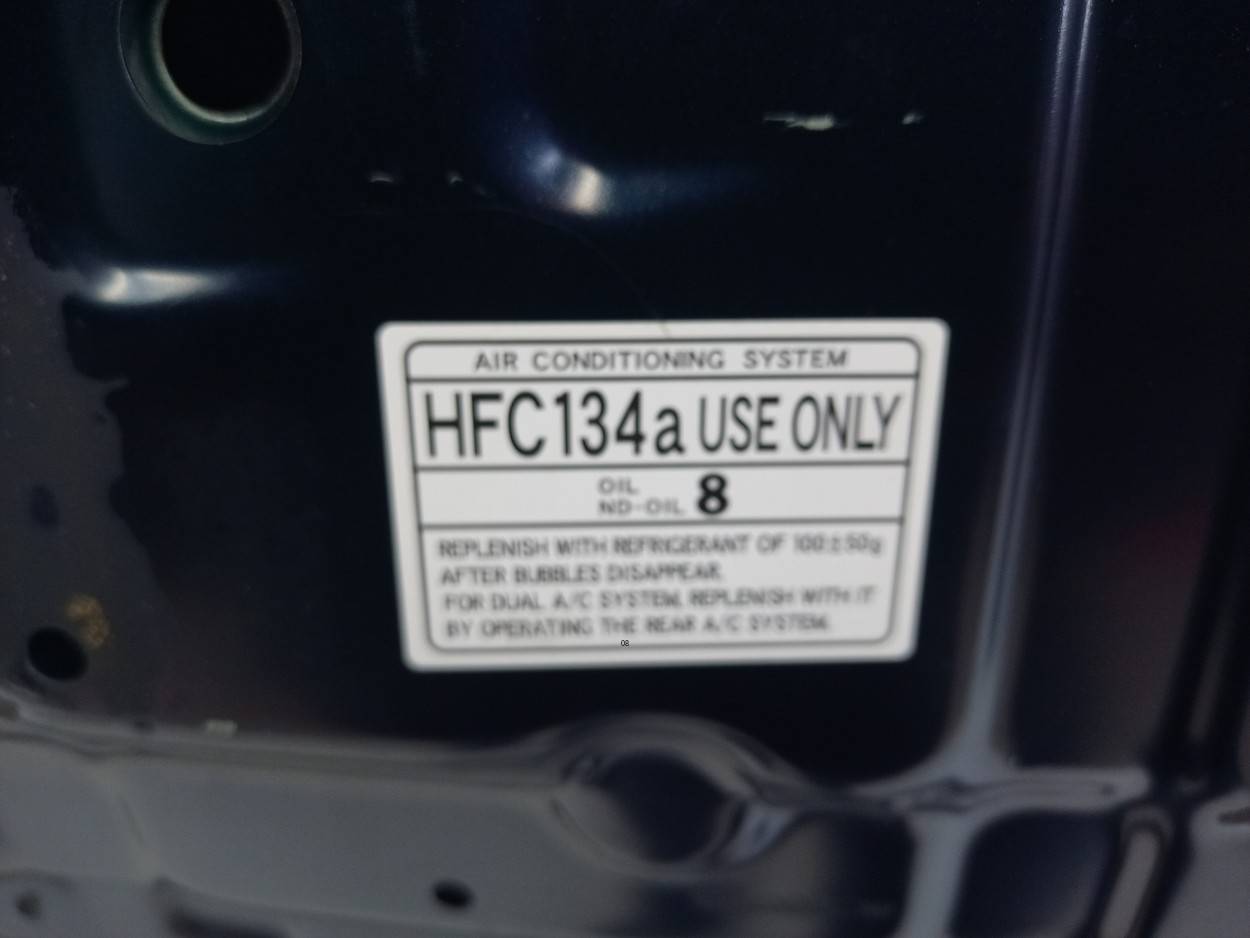 AIR CONDITIONING SYSTEM
HFC134a USE ONLY
OIL
ND-OIL 8
REPLENISH WITH REFRIGERANT OF 100±50g
AFTER BUBBLES DISAPPEAR.
FOR DUAL A/C SYSTEM, REPLENISH WITH IT
BY OPERATING THE REAR A/C SYSTEM.
08